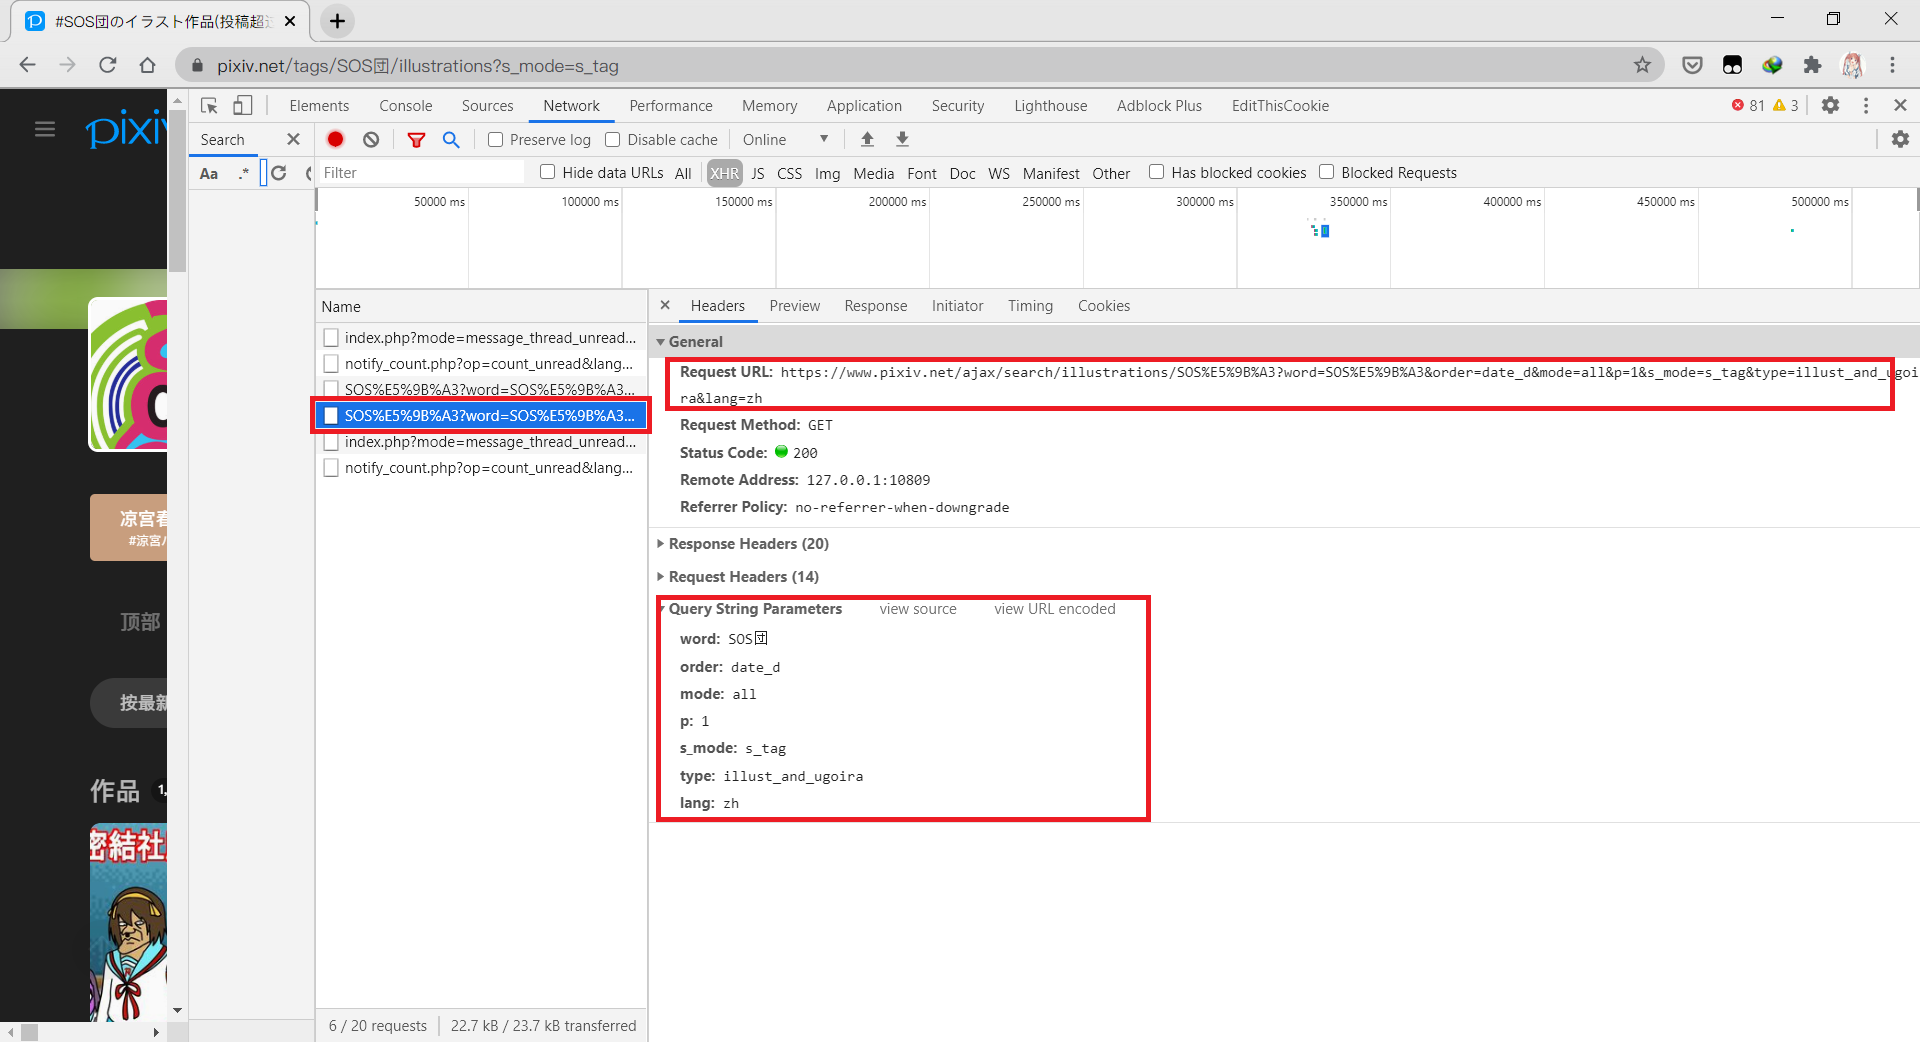 #SOS団のイラスト作品(投稿超
pixiv.net/tags/SOS団/illustrations?s_mode=s_tag
pixiv
凉宫春
#涼宮ハ
顶部
按最新
作品 1,
密結社
Elements Console Sources Network Performance Memory Application Security Lighthouse Adblock Plus EditThisCookie 81 3
Search
Preserve log Disable cache Online
Aa .*
Filter Hide data URLs All XHR JS CSS Img Media Font Doc WS Manifest Other Has blocked cookies Blocked Requests
50000 ms 100000 ms 150000 ms 200000 ms 250000 ms 300000 ms 350000 ms 400000 ms 450000 ms 500000 ms
Name
index.php?mode=message_thread_unread...
notify_count.php?op=count_unread&lang...
SOS%E5%9B%A3?word=SOS%E5%9B%A3...
SOS%E5%9B%A3?word=SOS%E5%9B%A3...
index.php?mode=message_thread_unread...
notify_count.php?op=count_unread&lang...
6 / 20 requests 22.7 kB / 23.7 kB transferred
Headers Preview Response Initiator Timing Cookies
General
Request URL: https://www.pixiv.net/ajax/search/illustrations/SOS%E5%9B%A3?word=SOS%E5%9B%A3&order=date_d&mode=all&p=1&s_mode=s_tag&type=illust_and_ugoi
ra&lang=zh
Request Method: GET
Status Code: 200
Remote Address: 127.0.0.1:10809
Referrer Policy: no-referrer-when-downgrade
Response Headers (20)
Request Headers (14)
Query String Parameters view source view URL encoded
word: SOS団
order: date_d
mode: all
p: 1
s_mode: s_tag
type: illust_and_ugoira
lang: zh